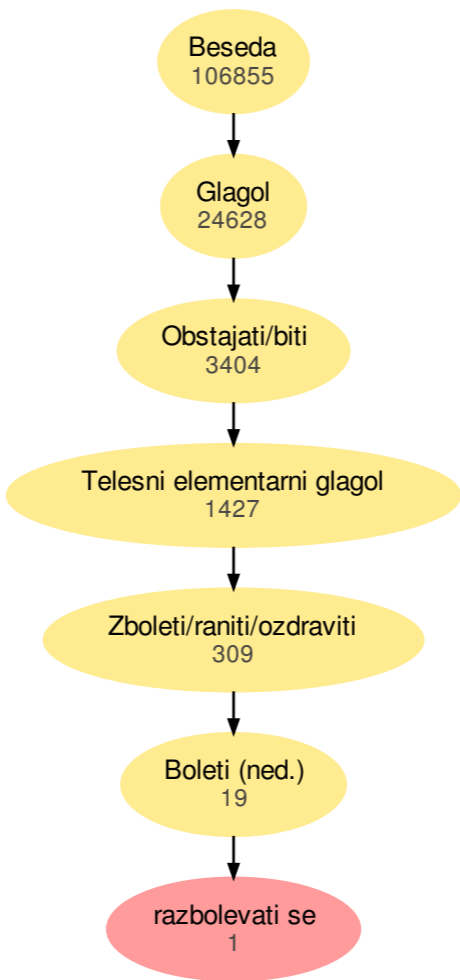 Beseda
106855
Glagol
24628
Obstajati/biti
3404
Telesni elementarni glagol
1427
Zboleti/raniti/ozdraviti
309
Boleti (ned.)
19
razbolevati se
1